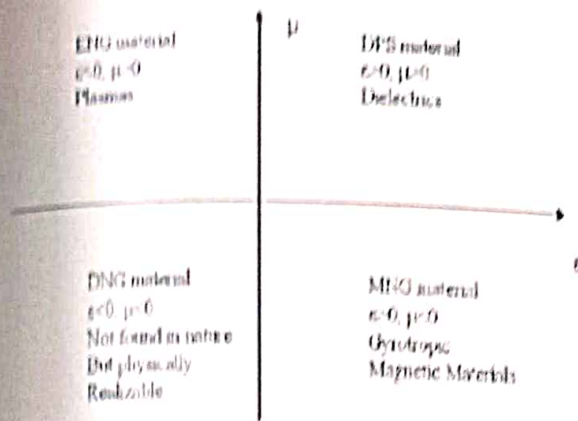 μ
ENG material
ε<0, μ>0
Plasmas
DPS material
ε>0, μ>0
Dielectrics
ε
DNG material
ε<0, μ<0
Not found in nature
But physically
Realizable
MNG material
ε>0, μ<0
Gyrotropic
Magnetic Materials